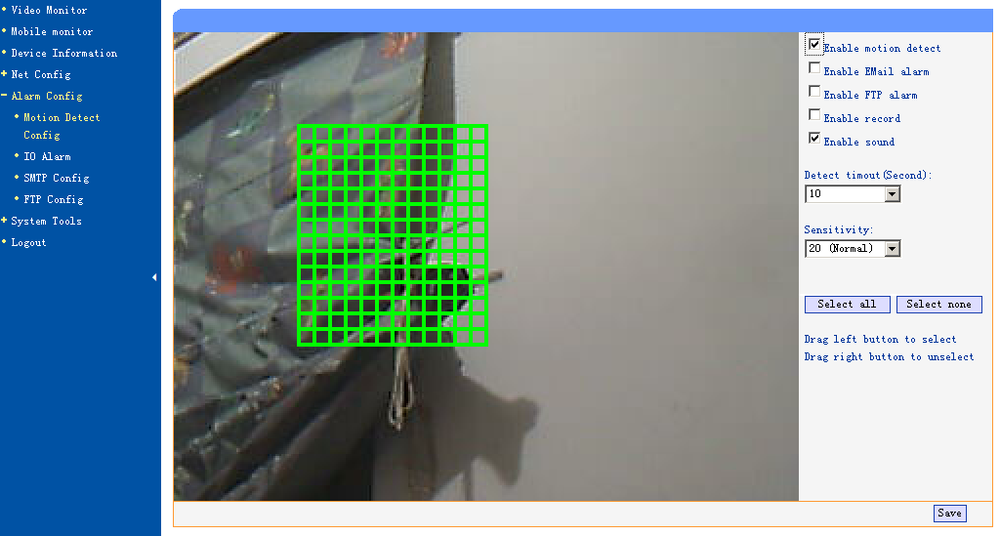 Video Monitor
Mobile monitor
Device Information
Net Config
Alarm Config
Motion Detect
Config
IO Alarm
SMTP Config
FTP Config
System Tools
Logout
Enable motion detect
Enable EMail alarm
Enable FTP alarm
Enable record
Enable sound
Detect timout(Second):
10
Sensitivity:
20 (Normal)
Select all Select none
Drag left button to select
Drag right button to unselect
Save